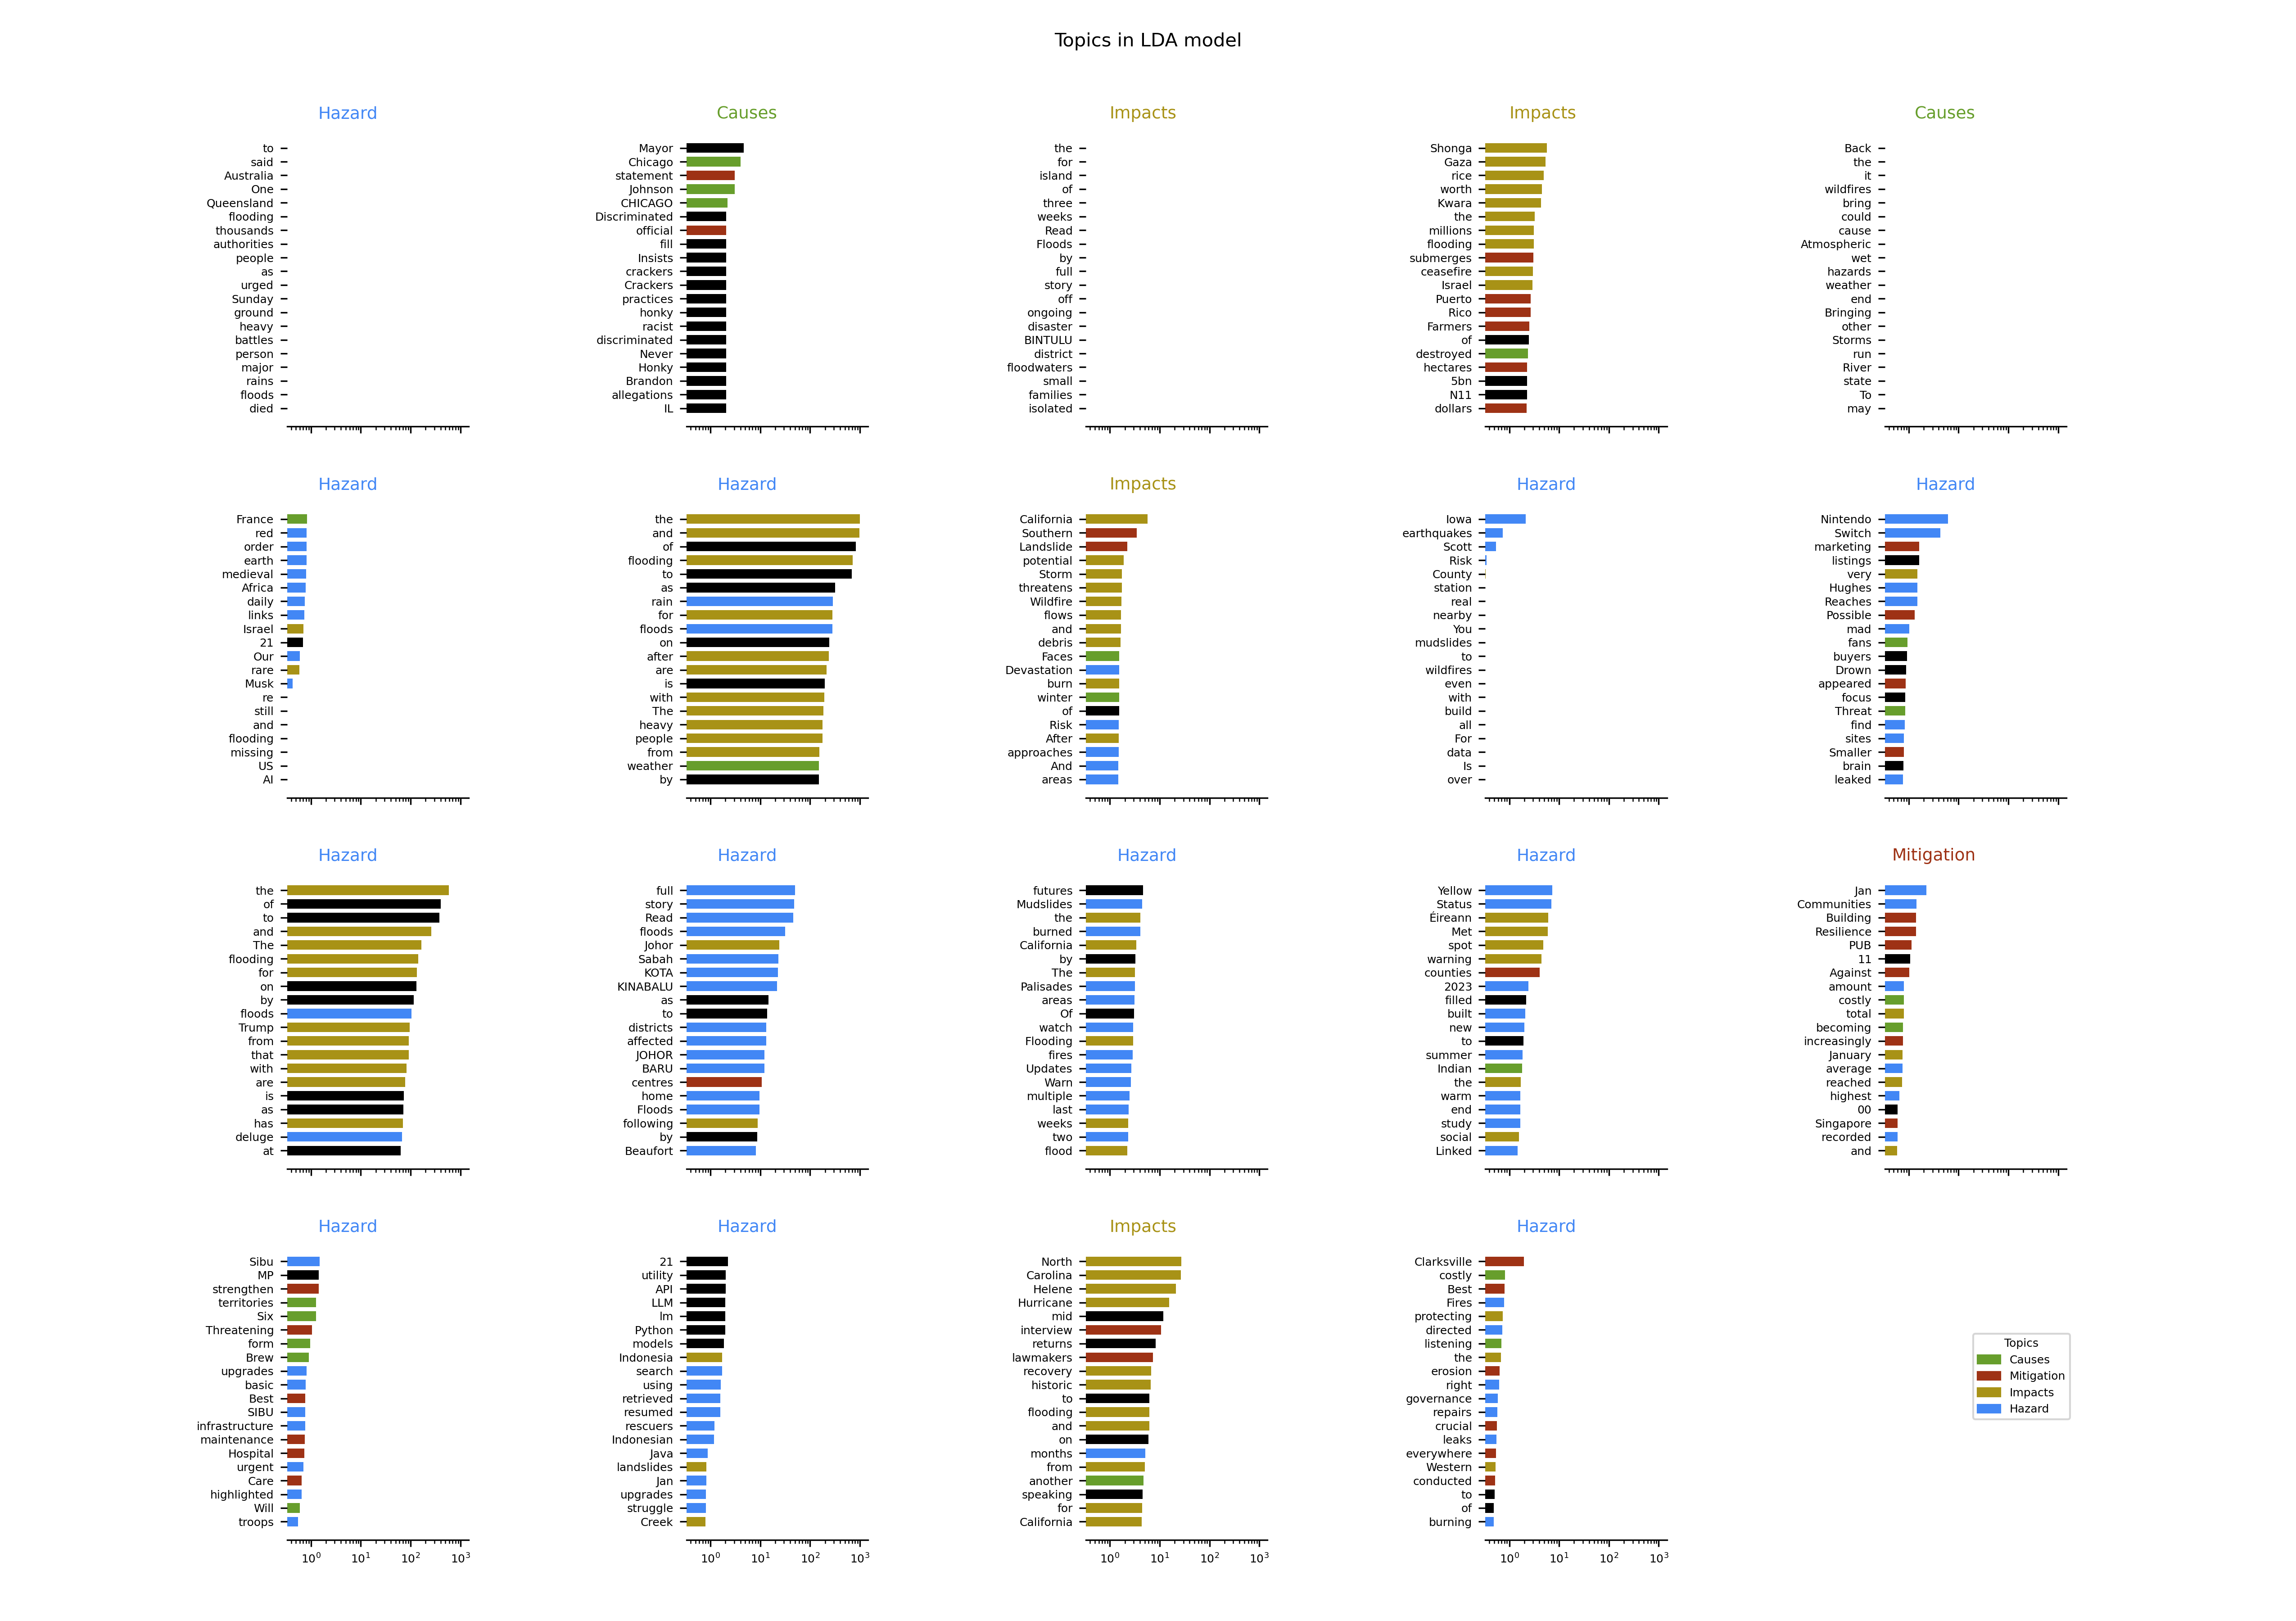 Topics in LDA model
Hazard
to
said
Australia
One
Queensland
flooding
thousands
authorities
people
as
urged
Sunday
ground
heavy
battles
person
major
rains
floods
died
Causes
Mayor
Chicago
statement
Johnson
CHICAGO
Discriminated
official
fill
Insists
crackers
Crackers
practices
honky
racist
discriminated
Never
Honky
Brandon
allegations
IL
Impacts
the
for
island
of
three
weeks
Read
Floods
by
full
story
off
ongoing
disaster
BINTULU
district
floodwaters
small
families
isolated
Impacts
Shonga
Gaza
rice
worth
Kwara
the
millions
flooding
submerges
ceasefire
Israel
Puerto
Rico
Farmers
of
destroyed
hectares
5bn
N11
dollars
Causes
Back
the
it
wildfires
bring
could
cause
Atmospheric
wet
hazards
weather
end
Bringing
other
Storms
run
River
state
To
may
Hazard
France
red
order
earth
medieval
Africa
daily
links
Israel
21
Our
rare
Musk
re
still
and
flooding
missing
US
AI
Hazard
the
and
of
flooding
to
as
rain
for
floods
on
after
are
is
with
The
heavy
people
from
weather
by
Impacts
California
Southern
Landslide
potential
Storm
threatens
Wildfire
flows
and
debris
Faces
Devastation
burn
winter
of
Risk
After
approaches
And
areas
Hazard
Iowa
earthquakes
Scott
Risk
County
station
real
nearby
You
mudslides
to
wildfires
even
with
build
all
For
data
Is
over
Hazard
Nintendo
Switch
marketing
listings
very
Hughes
Reaches
Possible
mad
fans
buyers
Drown
appeared
focus
Threat
find
sites
Smaller
brain
leaked
Hazard
the
of
to
and
The
flooding
for
on
by
floods
Trump
from
that
with
are
is
as
has
deluge
at
Hazard
full
story
Read
floods
Johor
Sabah
KOTA
KINABALU
as
to
districts
affected
JOHOR
BARU
centres
home
Floods
following
by
Beaufort
Hazard
futures
Mudslides
the
burned
California
by
The
Palisades
areas
Of
watch
Flooding
fires
Updates
Warn
multiple
last
weeks
two
flood
Hazard
Yellow
Status
Éireann
Met
spot
warning
counties
2023
filled
built
new
to
summer
Indian
the
warm
end
study
social
Linked
Mitigation
Jan
Communities
Building
Resilience
PUB
11
Against
amount
costly
total
becoming
increasingly
January
average
reached
highest
00
Singapore
recorded
and
Hazard
Sibu
MP
strengthen
territories
Six
Threatening
form
Brew
upgrades
basic
Best
SIBU
infrastructure
maintenance
Hospital
urgent
Care
highlighted
Will
troops
10⁰ 10¹ 10² 10³
Hazard
21
utility
API
LLM
lm
Python
models
Indonesia
search
using
retrieved
resumed
rescuers
Indonesian
Java
landslides
Jan
upgrades
struggle
Creek
10⁰ 10¹ 10² 10³
Impacts
North
Carolina
Helene
Hurricane
mid
interview
returns
lawmakers
recovery
historic
to
flooding
and
on
months
from
another
speaking
for
California
10⁰ 10¹ 10² 10³
Hazard
Clarksville
costly
Best
Fires
protecting
directed
listening
the
erosion
right
governance
repairs
crucial
leaks
everywhere
Western
conducted
to
of
burning
10⁰ 10¹ 10² 10³
Topics
Causes
Mitigation
Impacts
Hazard